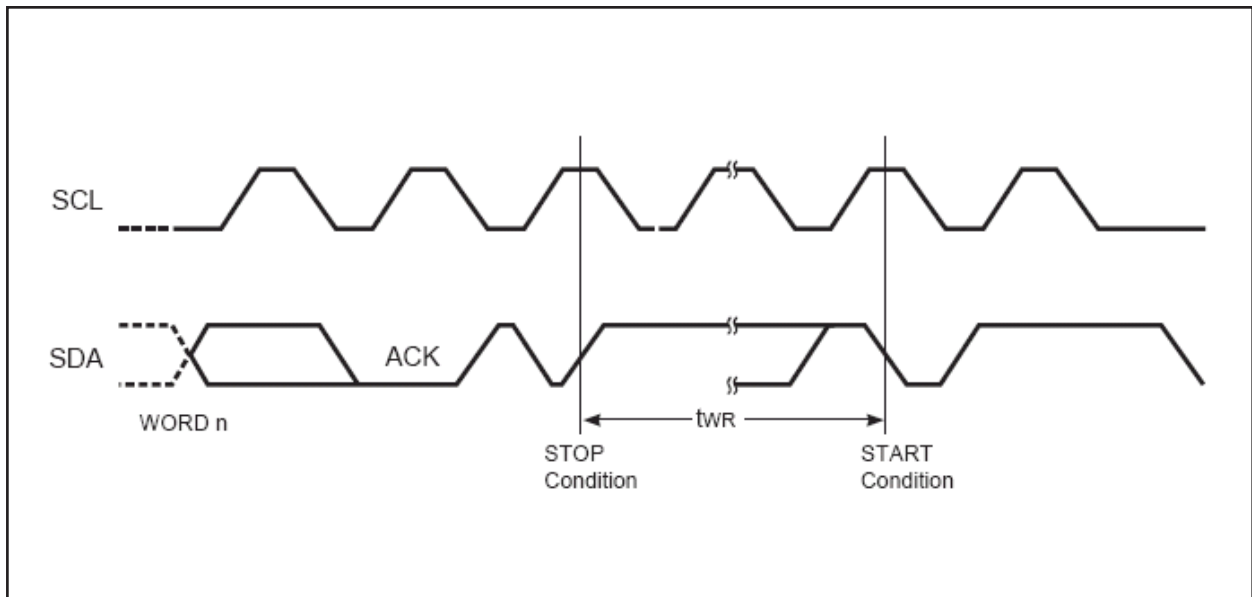 SCL
SDA
ACK
WORD n
tWR
STOP
Condition
START
Condition